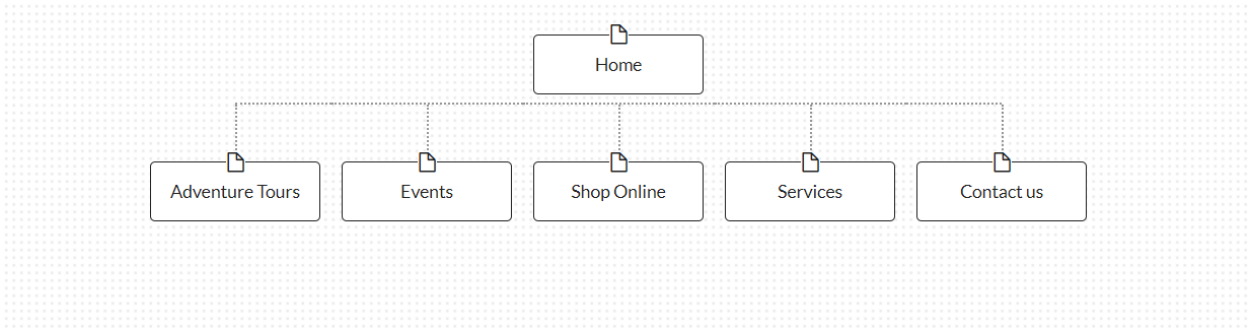 Home
Adventure Tours
Events
Shop Online
Services
Contact us